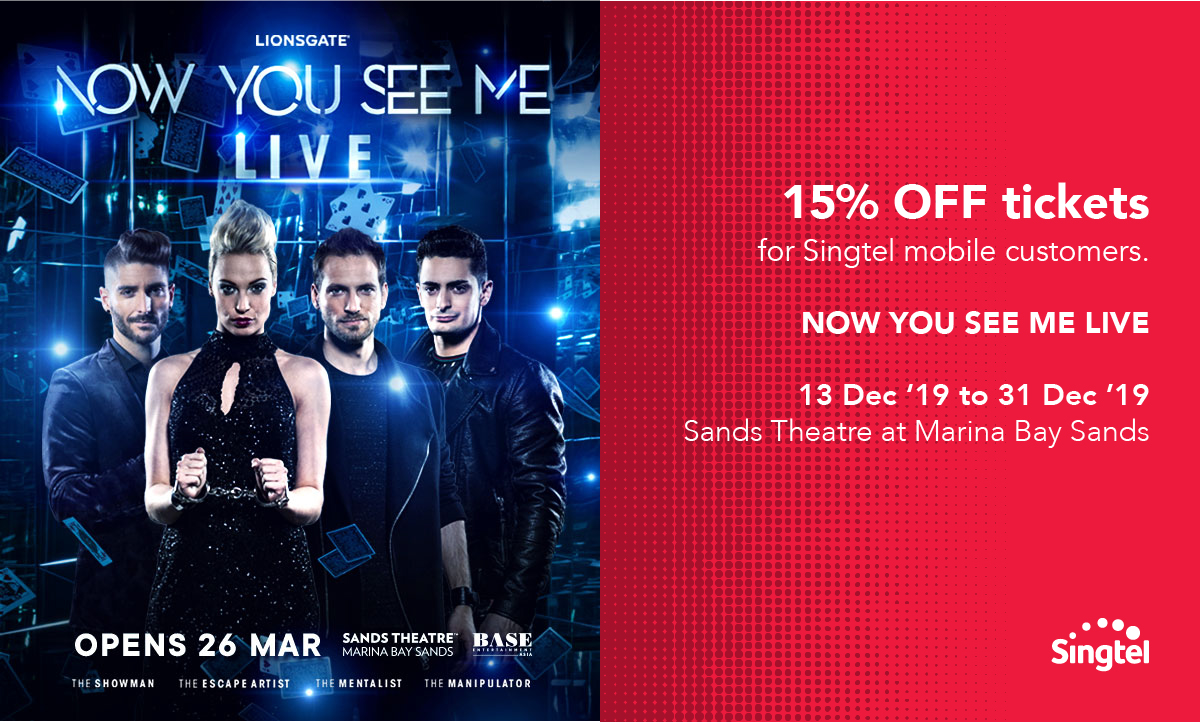 LIONSGATE®
NOW YOU SEE ME
LIVE
OPENS 26 MAR
SANDS THEATRE™
MARINA BAY SANDS
BASE
ENTERTAINMENT
ASIA
THE SHOWMAN THE ESCAPE ARTIST THE MENTALIST THE MANIPULATOR
15% OFF tickets
for Singtel mobile customers.
NOW YOU SEE ME LIVE
13 Dec ’19 to 31 Dec ’19
Sands Theatre at Marina Bay Sands
Singtel